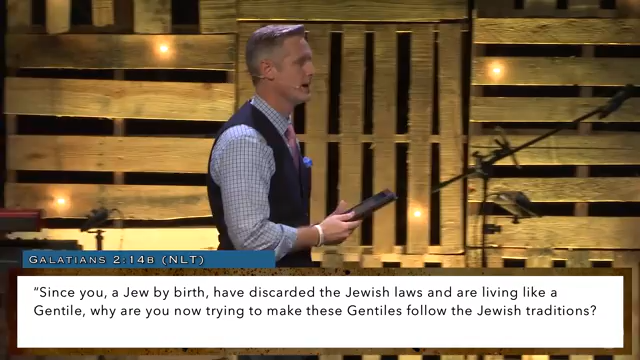 GALATIANS 2:14B (NLT)
“Since you, a Jew by birth, have discarded the Jewish laws and are living like a
Gentile, why are you now trying to make these Gentiles follow the Jewish traditions?